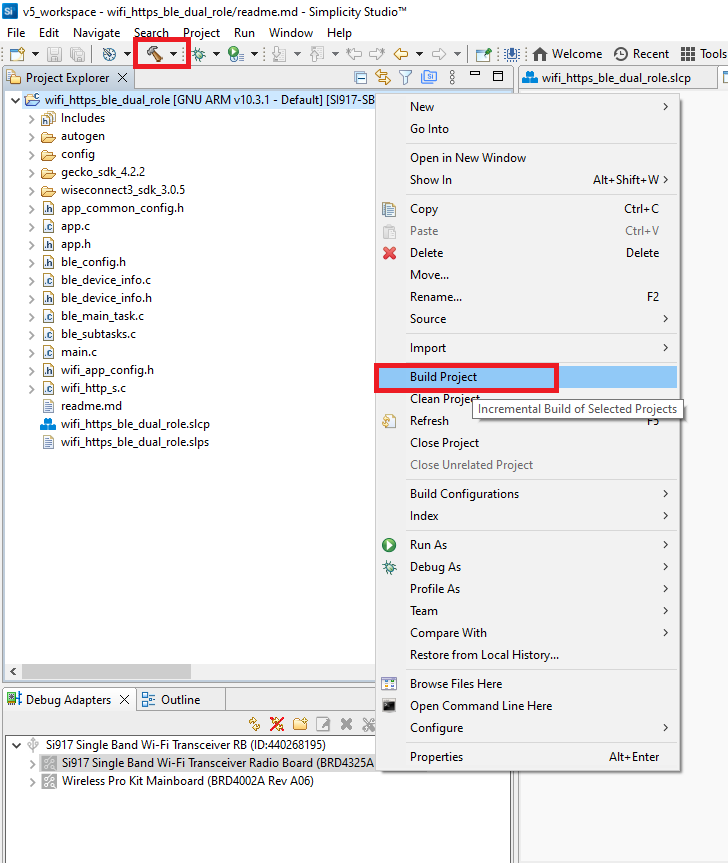 v5_workspace - wifi_https_ble_dual_role/readme.md - Simplicity Studio™
File Edit Navigate Search Project Run Window Help
Welcome Recent Tools
Project Explorer
wifi_https_ble_dual_role.slcp
wifi_https_ble_dual_role [GNU ARM v10.3.1 - Default] [SI917-SB
Includes
autogen
config
gecko_sdk_4.2.2
wiseconnect3_sdk_3.0.5
app_common_config.h
app.c
app.h
ble_config.h
ble_device_info.c
ble_device_info.h
ble_main_task.c
ble_subtasks.c
main.c
wifi_app_config.h
wifi_http_s.c
readme.md
wifi_https_ble_dual_role.slcp
wifi_https_ble_dual_role.slps
New
Go Into
Open in New Window
Show In Alt+Shift+W
Copy Ctrl+C
Paste Ctrl+V
Delete Delete
Move...
Rename... F2
Source
Import
Build Project
Clean Project
Incremental Build of Selected Projects
Refresh F5
Close Project
Close Unrelated Project
Build Configurations
Index
Run As
Debug As
Profile As
Team
Compare With
Restore from Local History...
Browse Files Here
Open Command Line Here
Configure
Properties Alt+Enter
Debug Adapters Outline
Si917 Single Band Wi-Fi Transceiver RB (ID:440268195)
Si917 Single Band Wi-Fi Transceiver Radio Board (BRD4325A
Wireless Pro Kit Mainboard (BRD4002A Rev A06)